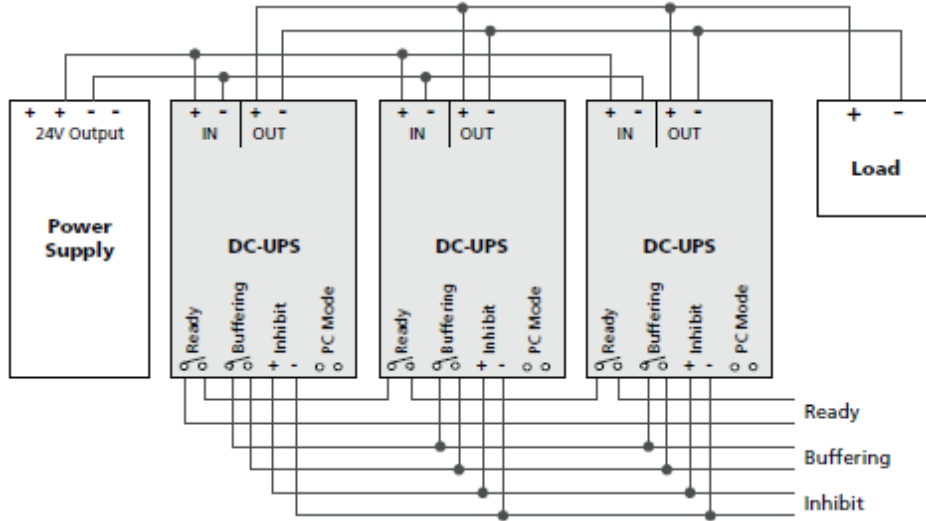 + + - -
24V Output
Power
Supply
+ - + -
IN OUT
DC-UPS
Ready
Buffering
Inhibit
PC Mode
+ -
+ - + -
IN OUT
DC-UPS
Ready
Buffering
Inhibit
PC Mode
+ -
+ - + -
IN OUT
DC-UPS
Ready
Buffering
Inhibit
PC Mode
+ -
+ -
Load
Ready
Buffering
Inhibit